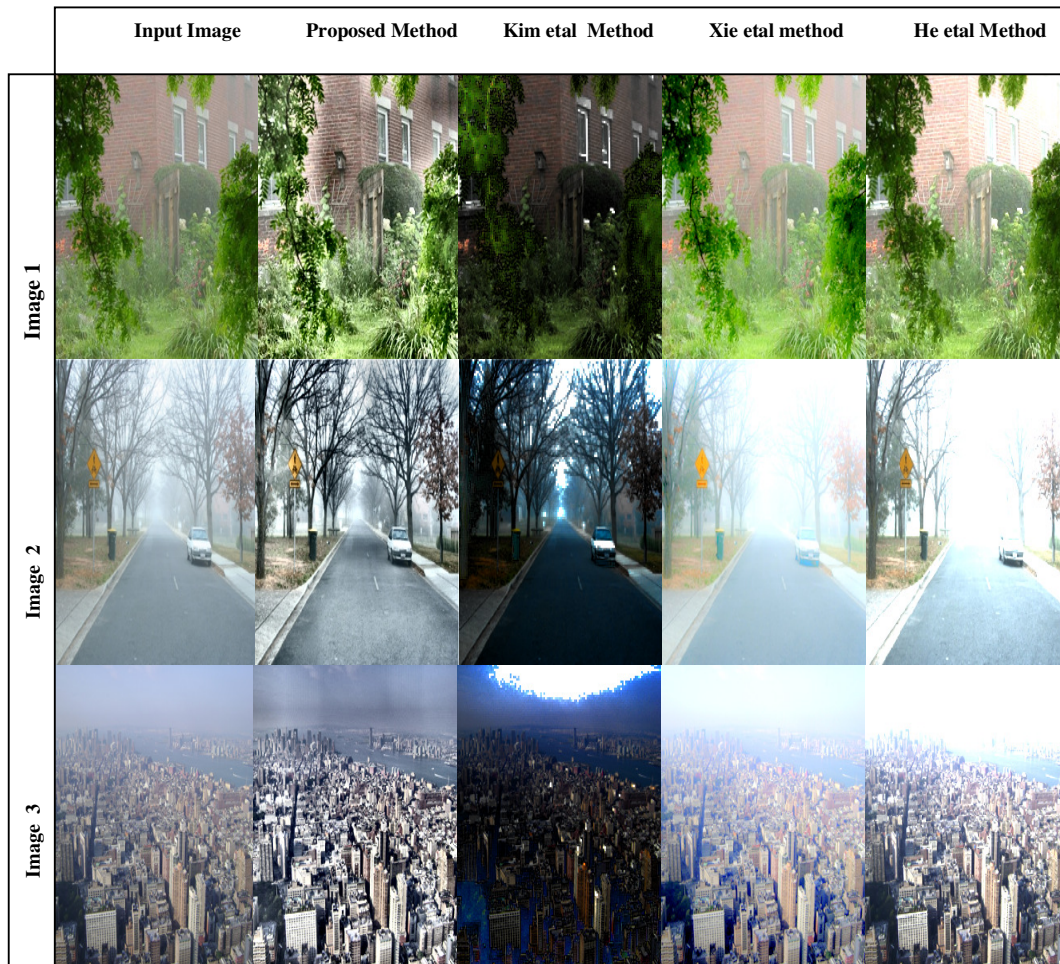 Input Image
Proposed Method
Kim etal Method
Xie etal method
He etal Method
Image 1
Image 2
Image 3